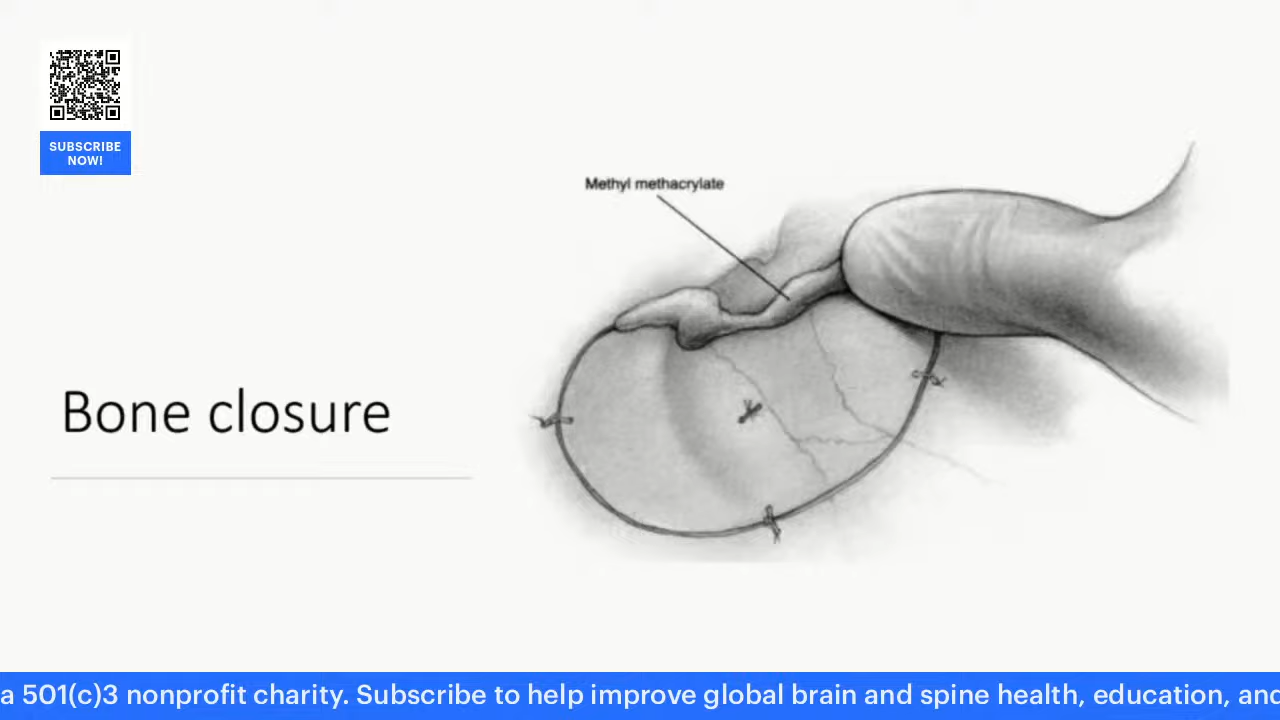 SUBSCRIBE
NOW!
Methyl methacrylate
Bone closure
a 501(c)3 nonprofit charity. Subscribe to help improve global brain and spine health, education, and